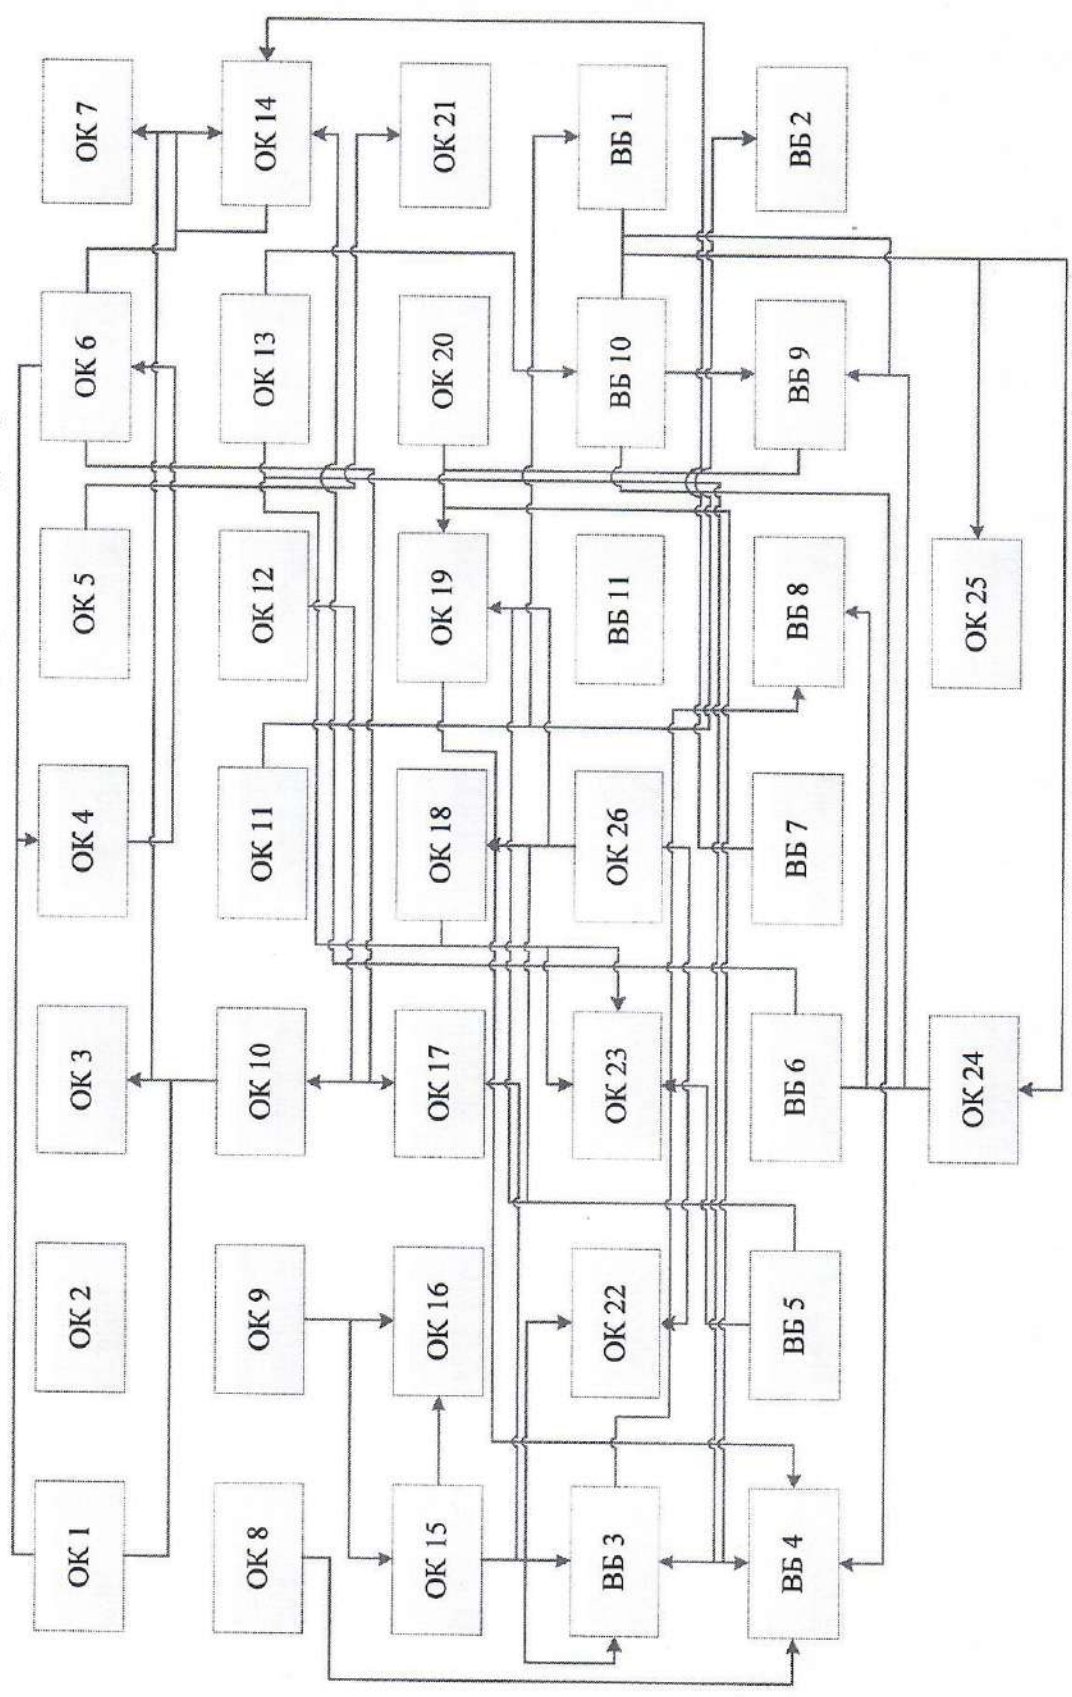 ОК 1
ОК 2
ОК 3
ОК 4
ОК 5
ОК 6
ОК 7
ОК 8
ОК 9
ОК 10
ОК 11
ОК 12
ОК 13
ОК 14
ОК 15
ОК 16
ОК 17
ОК 18
ОК 19
ОК 20
ОК 21
ВБ 3
ОК 22
ОК 23
ОК 26
ВБ 11
ВБ 10
ВБ 1
ВБ 4
ВБ 5
ВБ 6
ВБ 7
ВБ 8
ВБ 9
ВБ 2
ОК 24
ОК 25